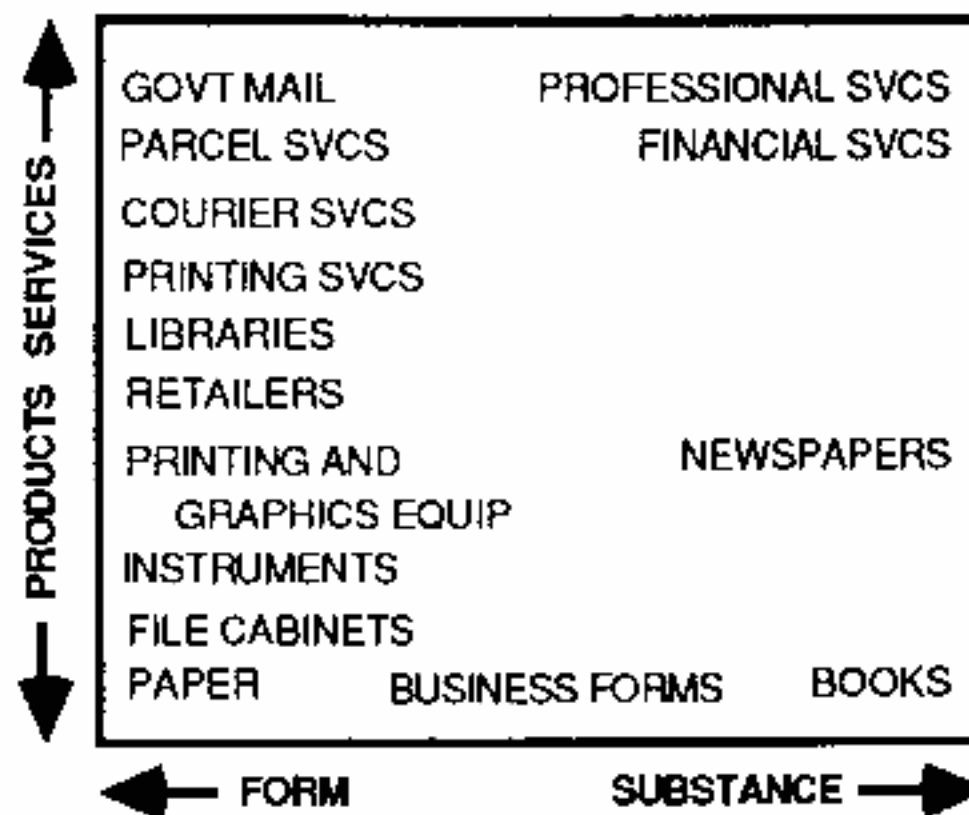 GOVT MAIL PROFESSIONAL SVCS
PARCEL SVCS FINANCIAL SVCS
COURIER SVCS
PRINTING SVCS
LIBRARIES
RETAILERS
PRINTING AND NEWSPAPERS
GRAPHICS EQUIP
INSTRUMENTS
FILE CABINETS
PAPER BUSINESS FORMS BOOKS
PRODUCTS SERVICES
FORM SUBSTANCE